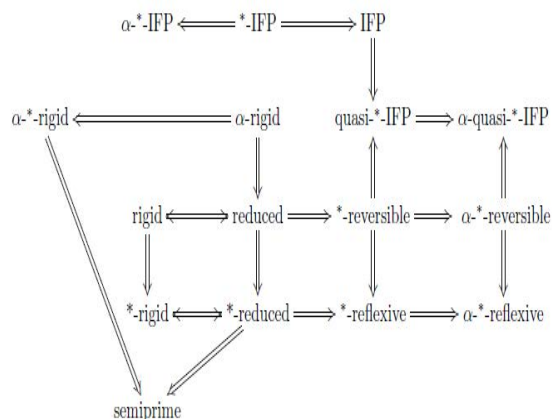 α-*-IFP *-IFP IFP
α-*-rigid α-rigid quasi-*-IFP α-quasi-*-IFP
rigid reduced *-reversible α-*-reversible
*-rigid *-reduced *-reflexive α-*-reflexive
semiprime